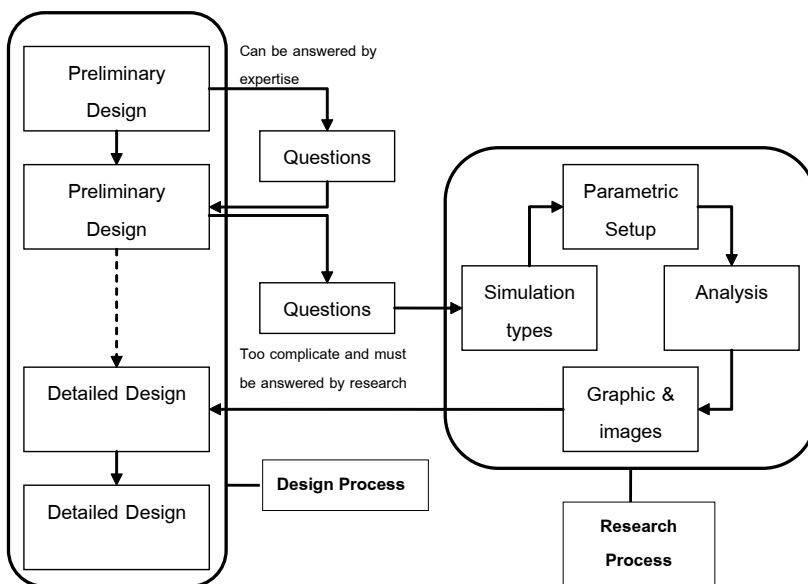 Can be answered by
expertise
Preliminary
Design
Questions
Preliminary
Design
Parametric
Setup
Questions
Simulation
types
Analysis
Too complicate and must
be answered by research
Detailed Design
Graphic &
images
Design Process
Detailed Design
Research
Process